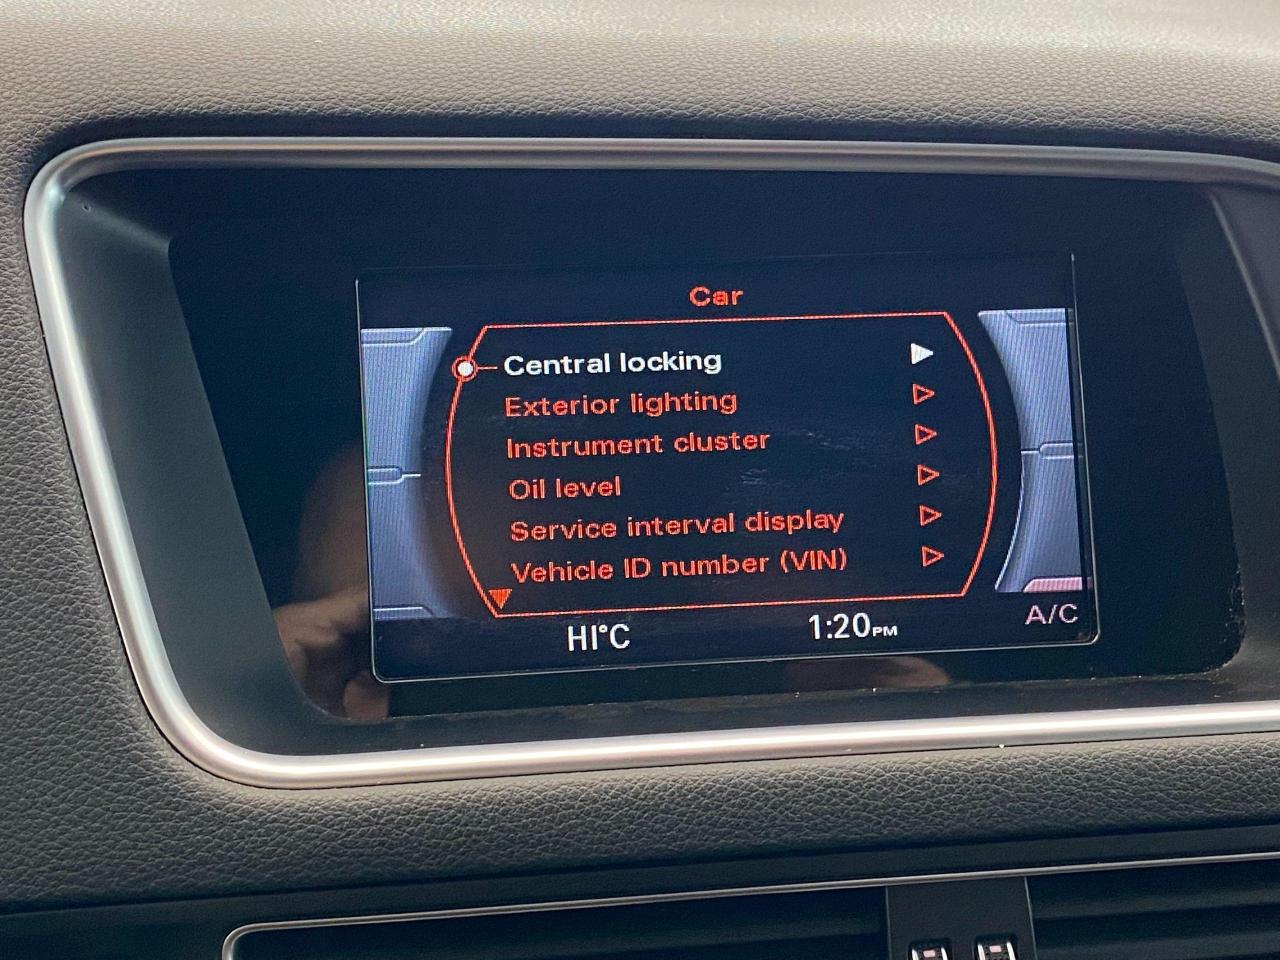 Car
Central locking
Exterior lighting
Instrument cluster
Oil level
Service interval display
Vehicle ID number (VIN)
HI°C 1:20PM A/C